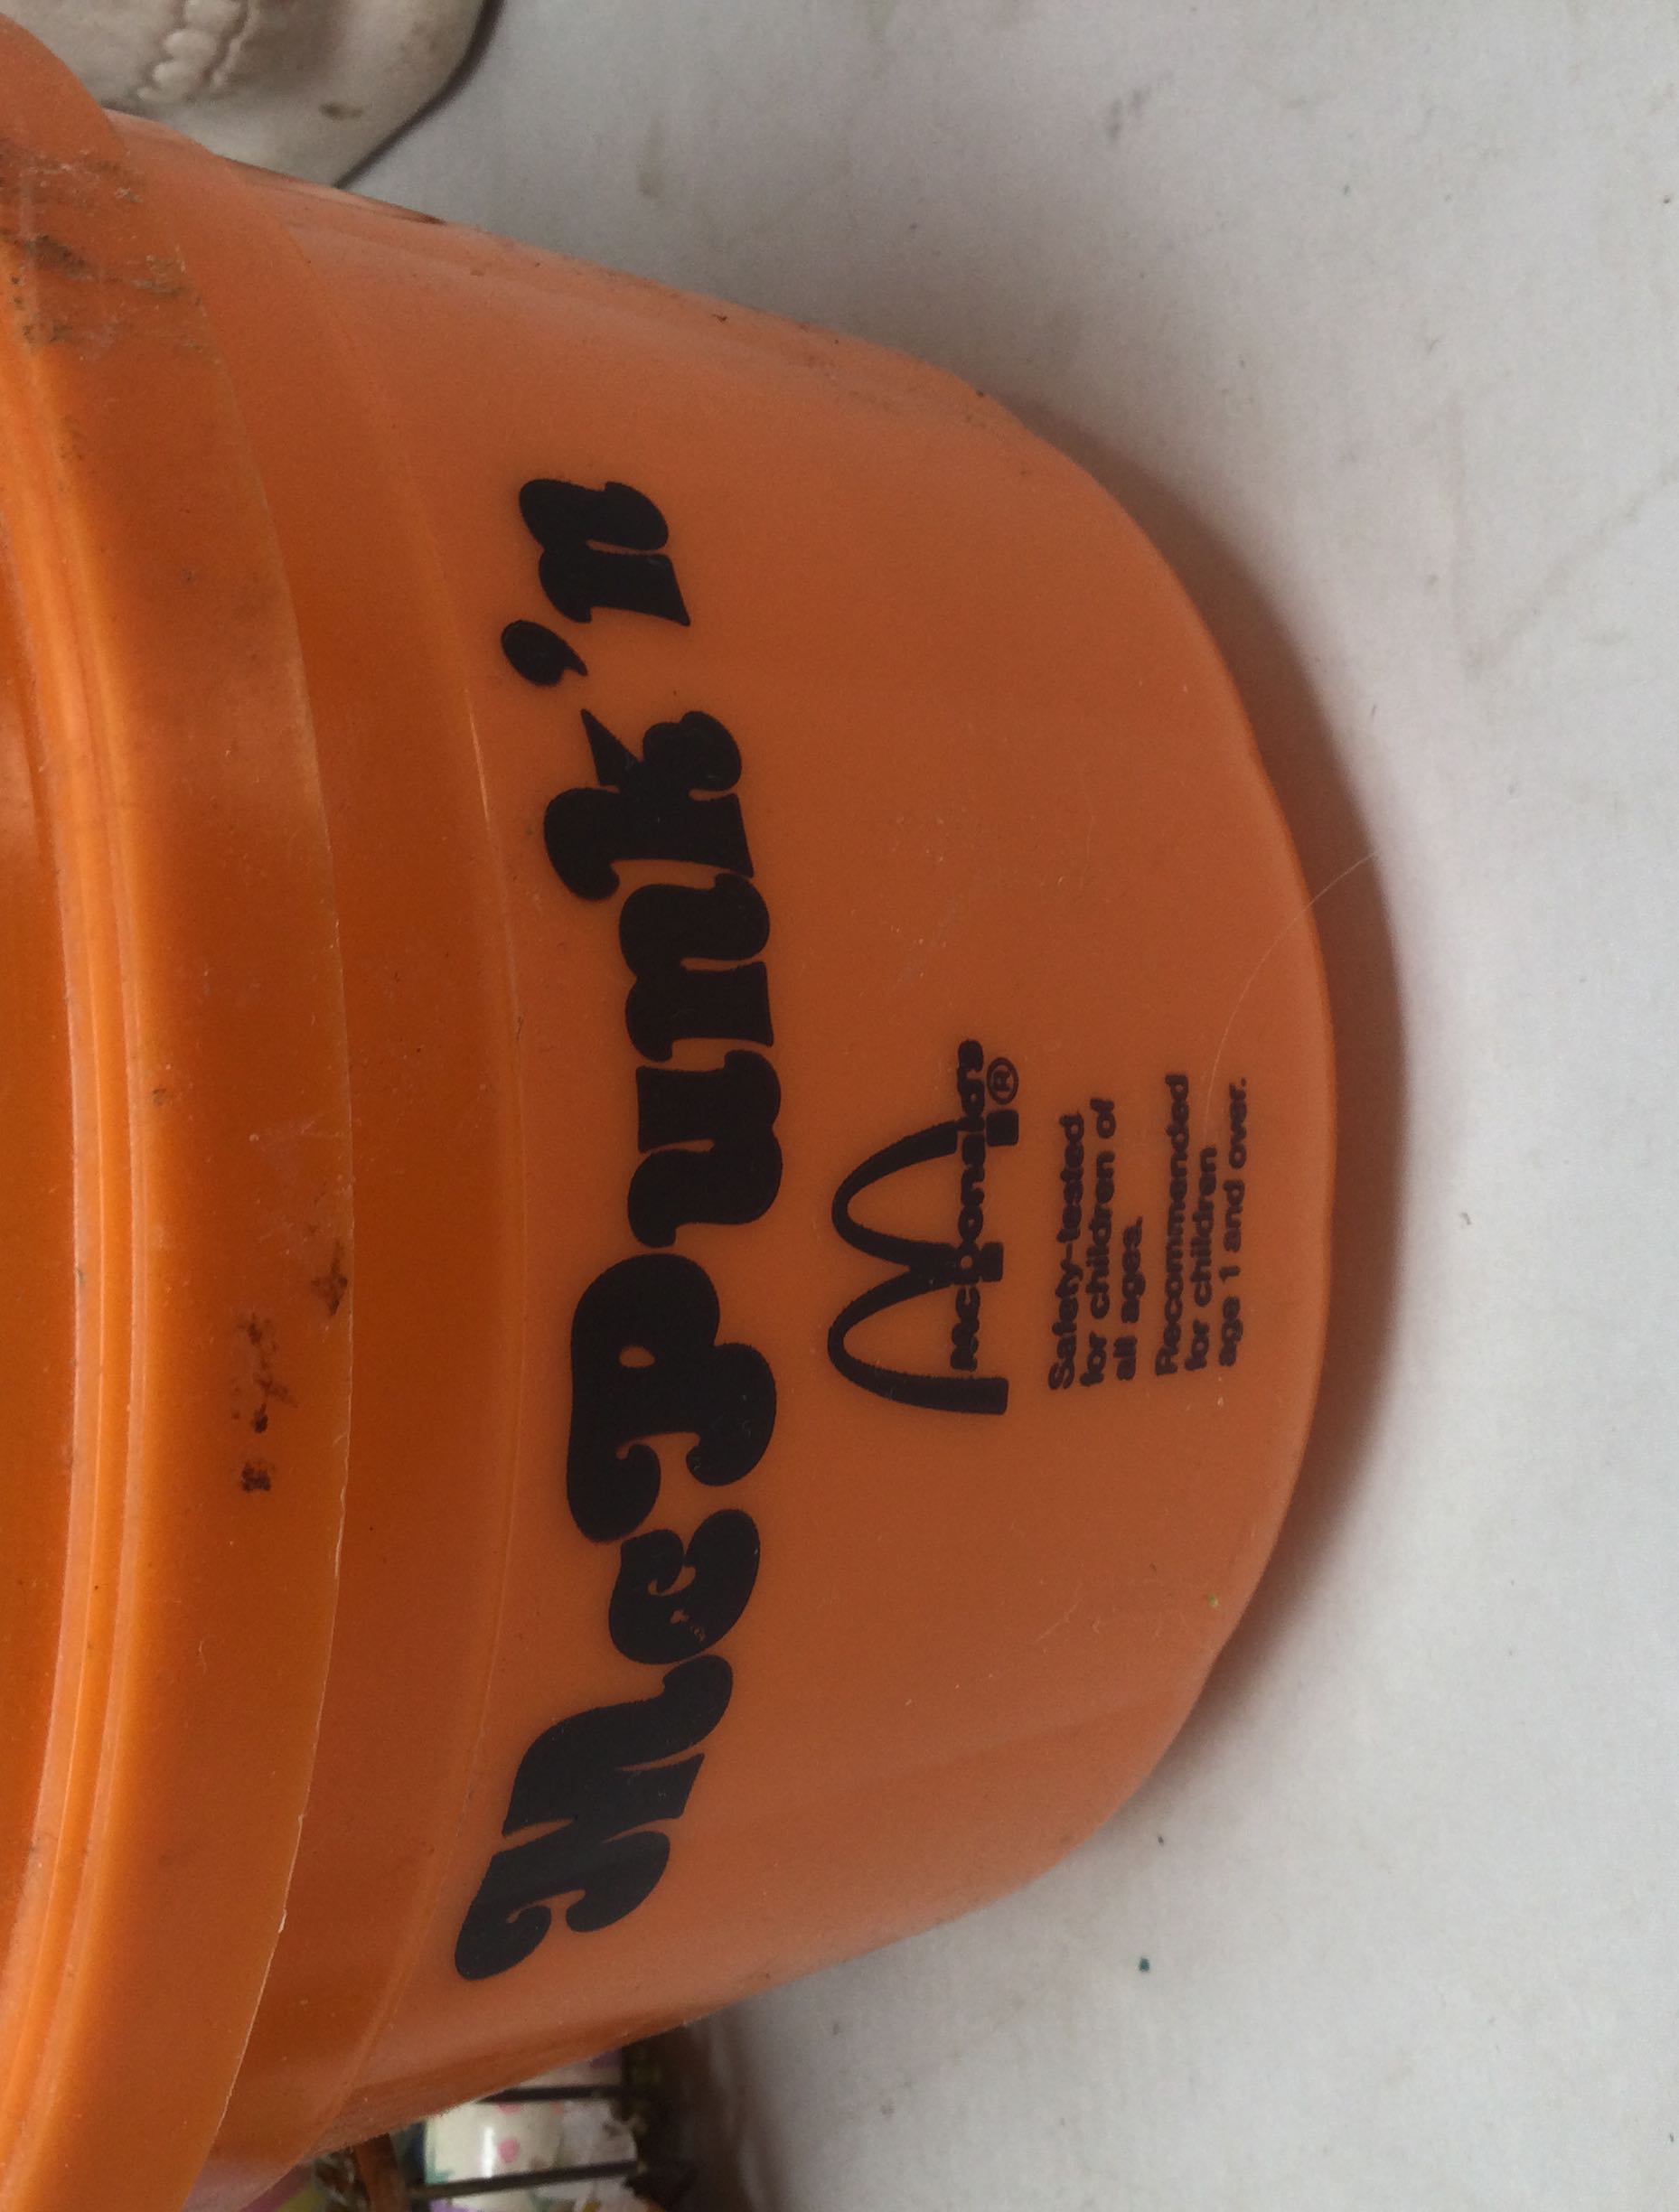 McPunk'n
McDonald's®
Safety-tested
for children of
all ages.
Recommended
for children
age 1 and over.